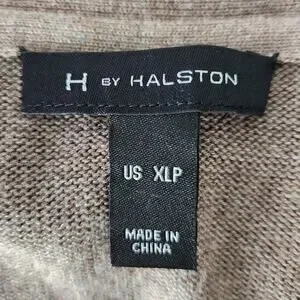 H BY HALSTON
US XLP
MADE IN
CHINA